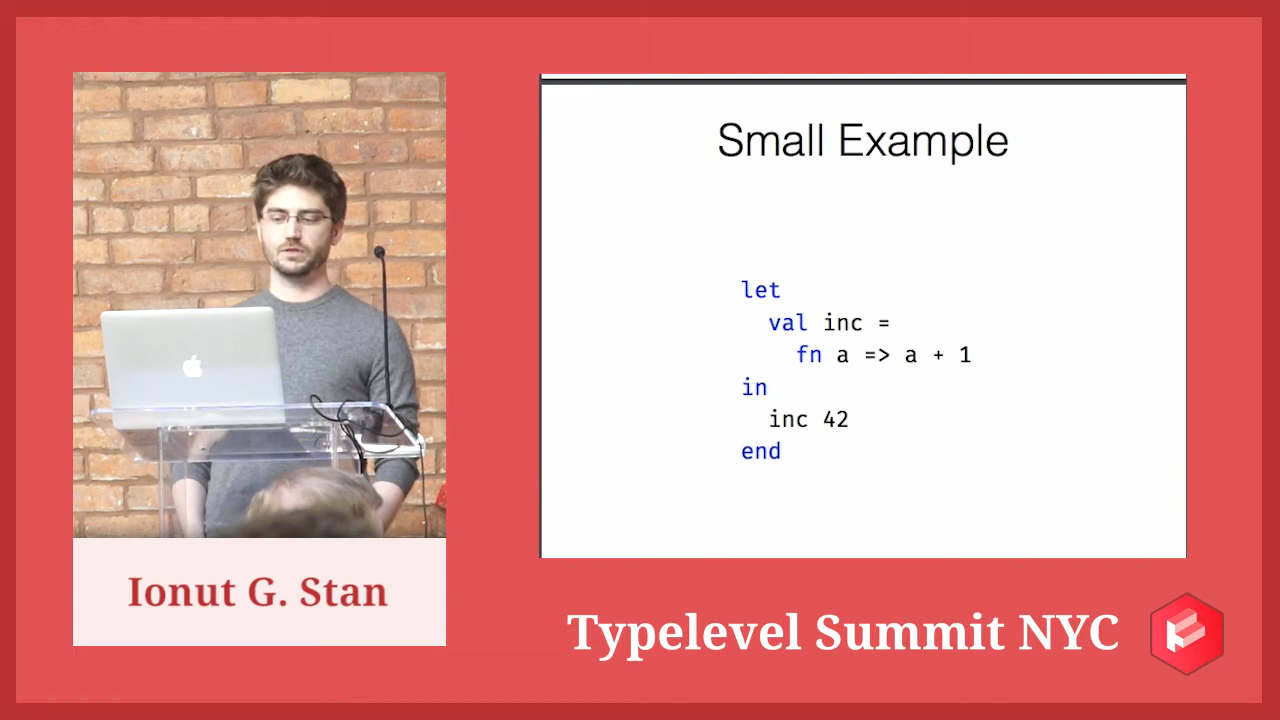 Small Example
let
val inc =
fn a => a + 1
in
inc 42
end
Ionut G. Stan
Typelevel Summit NYC